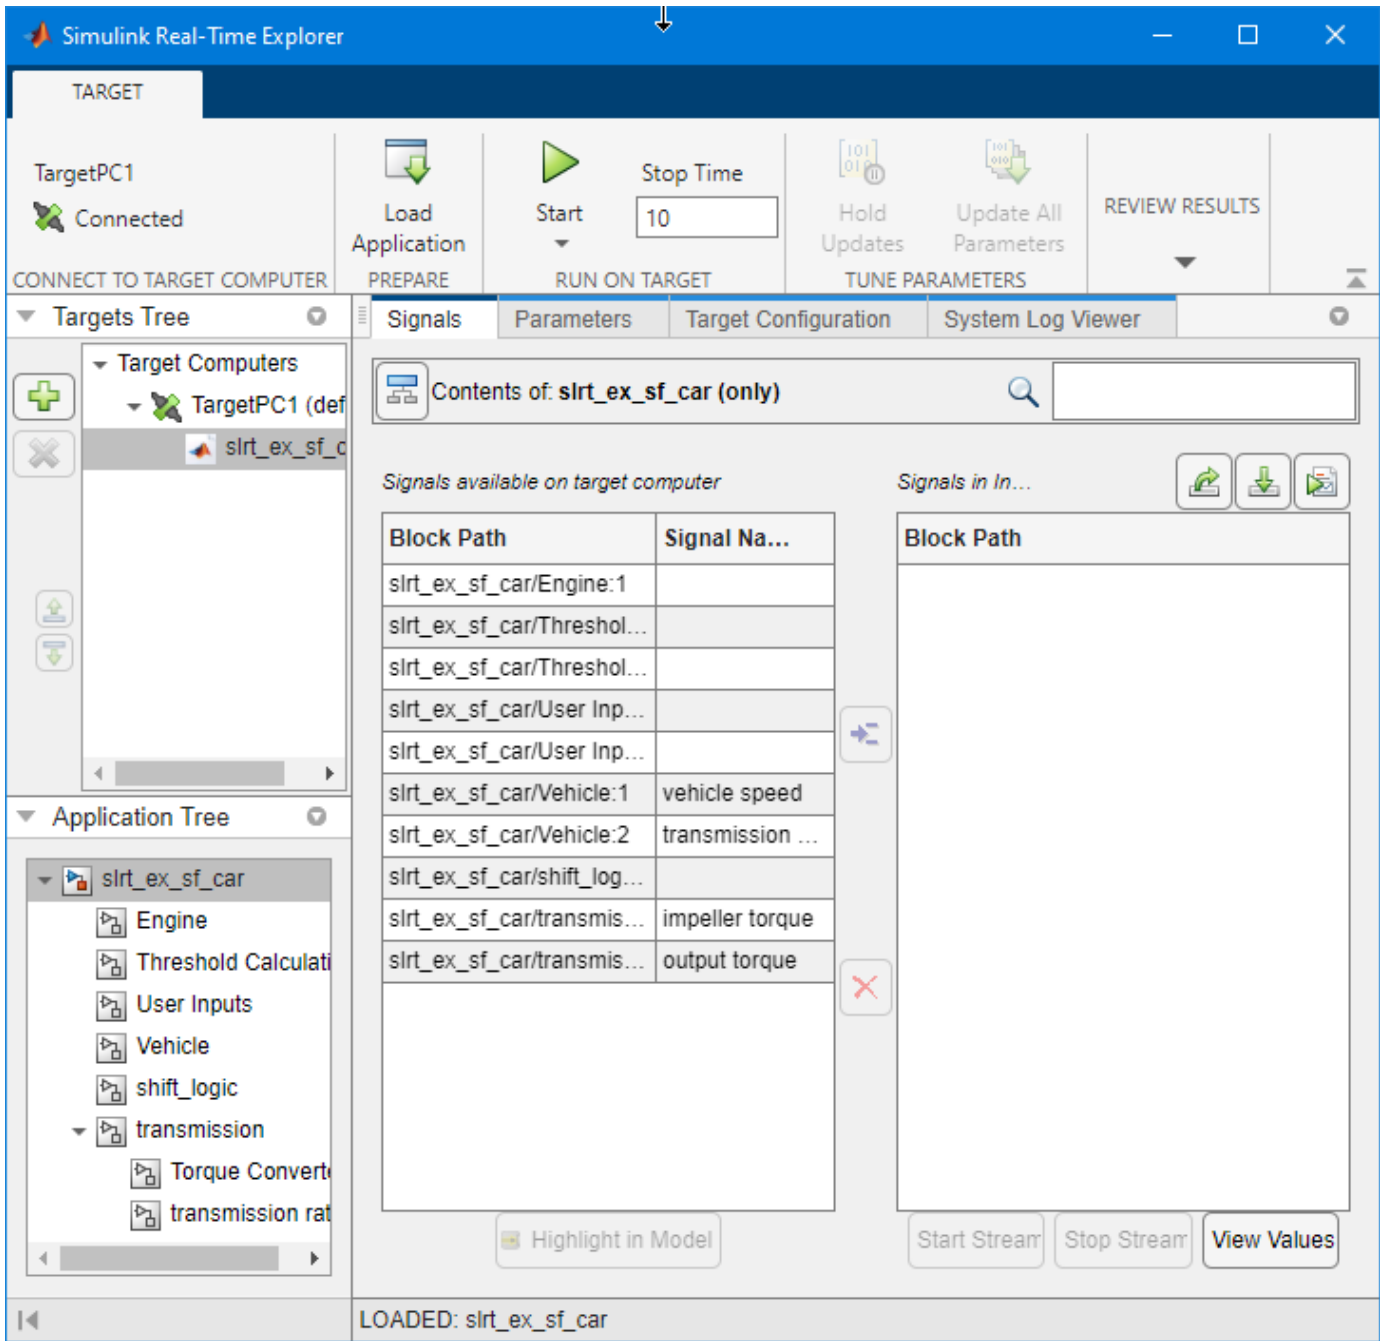 Simulink Real-Time Explorer
TARGET
TargetPC1
Connected
CONNECT TO TARGET COMPUTER
Load
Application
PREPARE
Start
Stop Time
10
RUN ON TARGET
Hold
Updates
Update All
Parameters
TUNE PARAMETERS
REVIEW RESULTS
Targets Tree
Target Computers
TargetPC1 (def
slrt_ex_sf_c
Application Tree
slrt_ex_sf_car
Engine
Threshold Calculati
User Inputs
Vehicle
shift_logic
transmission
Torque Converte
transmission rat
Signals Parameters Target Configuration System Log Viewer
Contents of: slrt_ex_sf_car (only)
Signals available on target computer
Block Path Signal Na...
slrt_ex_sf_car/Engine:1
slrt_ex_sf_car/Threshol...
slrt_ex_sf_car/Threshol...
slrt_ex_sf_car/User Inp...
slrt_ex_sf_car/User Inp...
slrt_ex_sf_car/Vehicle:1 vehicle speed
slrt_ex_sf_car/Vehicle:2 transmission ...
slrt_ex_sf_car/shift_log...
slrt_ex_sf_car/transmis... impeller torque
slrt_ex_sf_car/transmis... output torque
Highlight in Model
Signals in In...
Block Path
Start Stream Stop Stream View Values
LOADED: slrt_ex_sf_car